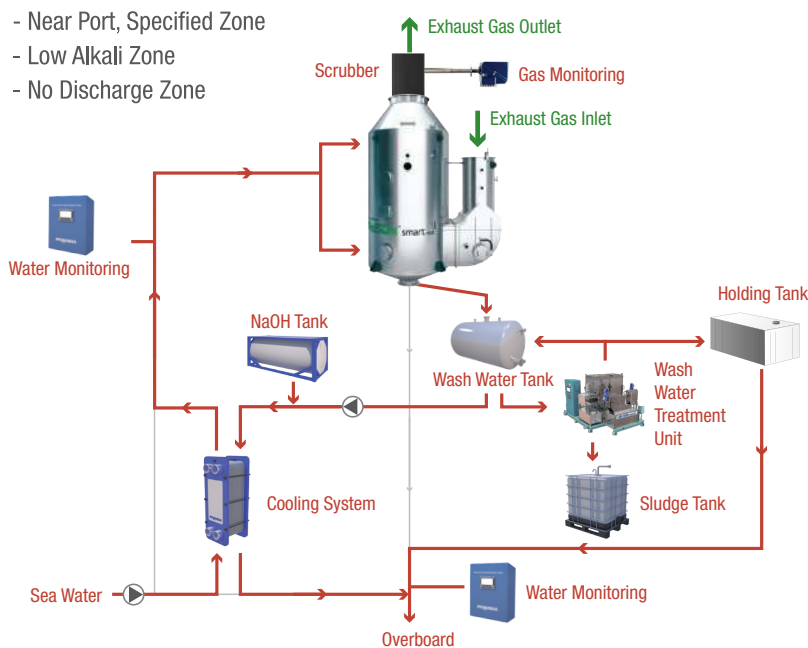 - Near Port, Specified Zone
- Low Alkali Zone
- No Discharge Zone
Exhaust Gas Outlet
Scrubber
Gas Monitoring
Exhaust Gas Inlet
smart
Water Monitoring
NaOH Tank
Holding Tank
Wash Water Tank
Wash
Water
Treatment
Unit
Cooling System
Sludge Tank
Sea Water
Water Monitoring
Overboard